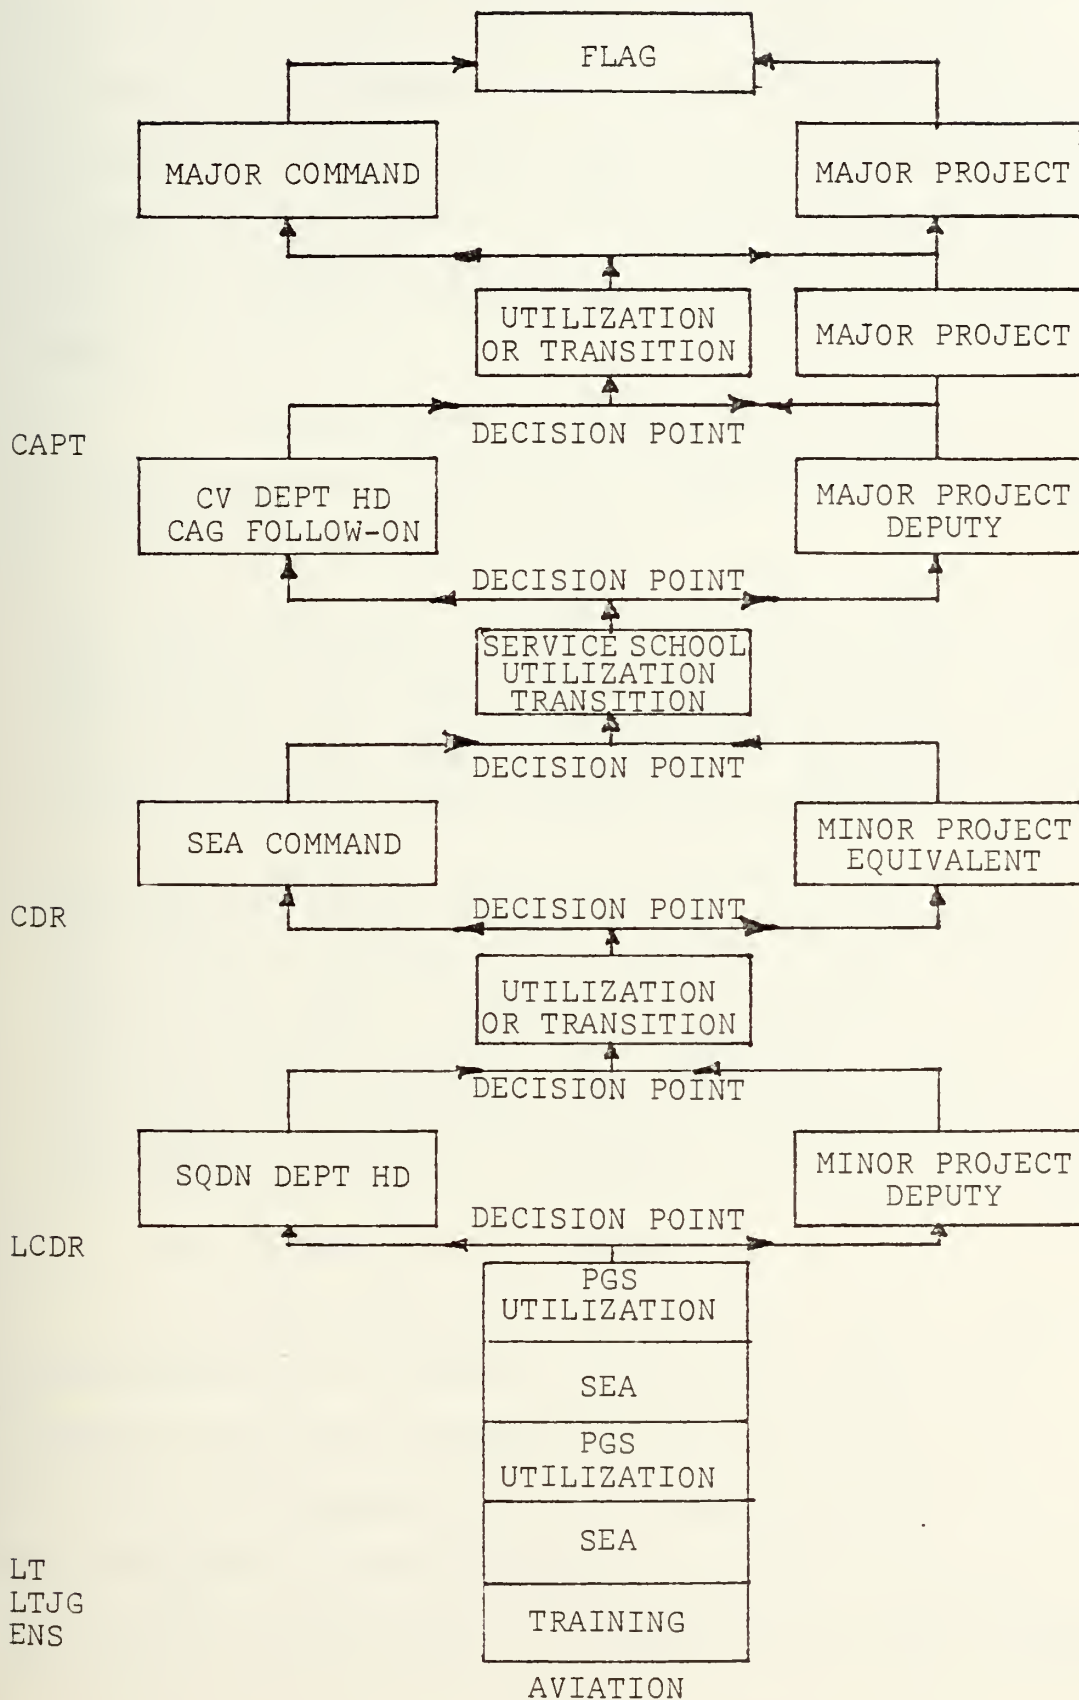 FLAG
MAJOR COMMAND
MAJOR PROJECT
UTILIZATION
OR TRANSITION
MAJOR PROJECT
DECISION POINT
CAPT
CV DEPT HD
CAG FOLLOW-ON
MAJOR PROJECT
DEPUTY
DECISION POINT
SERVICE SCHOOL
UTILIZATION
TRANSITION
DECISION POINT
SEA COMMAND
MINOR PROJECT
EQUIVALENT
DECISION POINT
CDR
UTILIZATION
OR TRANSITION
DECISION POINT
SQDN DEPT HD
MINOR PROJECT
DEPUTY
DECISION POINT
LCDR
PGS
UTILIZATION
SEA
PGS
UTILIZATION
SEA
LT
LTJG
ENS
TRAINING
AVIATION